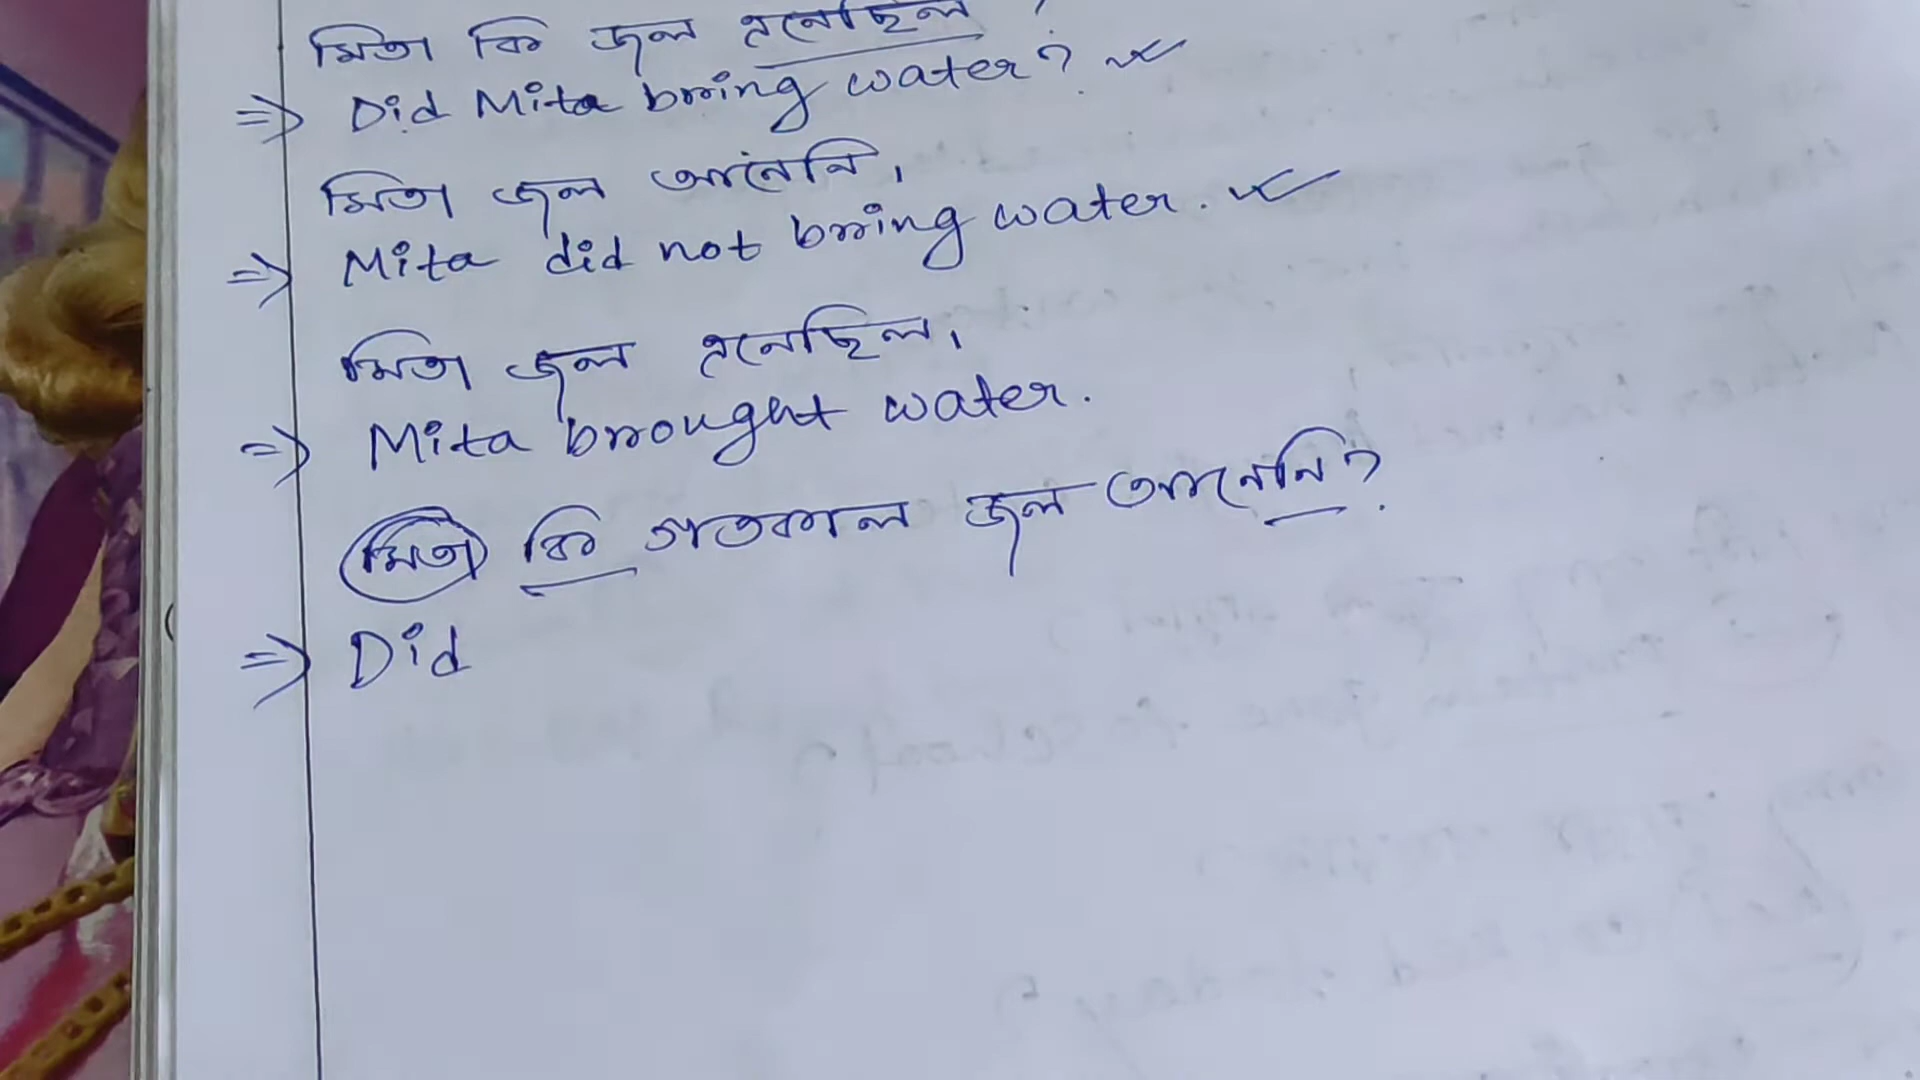 মিতা কি জল এনেছিল ?
⇒ Did Mita bring water? ✓
মিতা জল আনেনি।
⇒ Mita did not bring water. ✓
মিতা জল এনেছিল।
⇒ Mita brought water.
মিতা কি গতকাল জল আনেনি?
⇒ Did